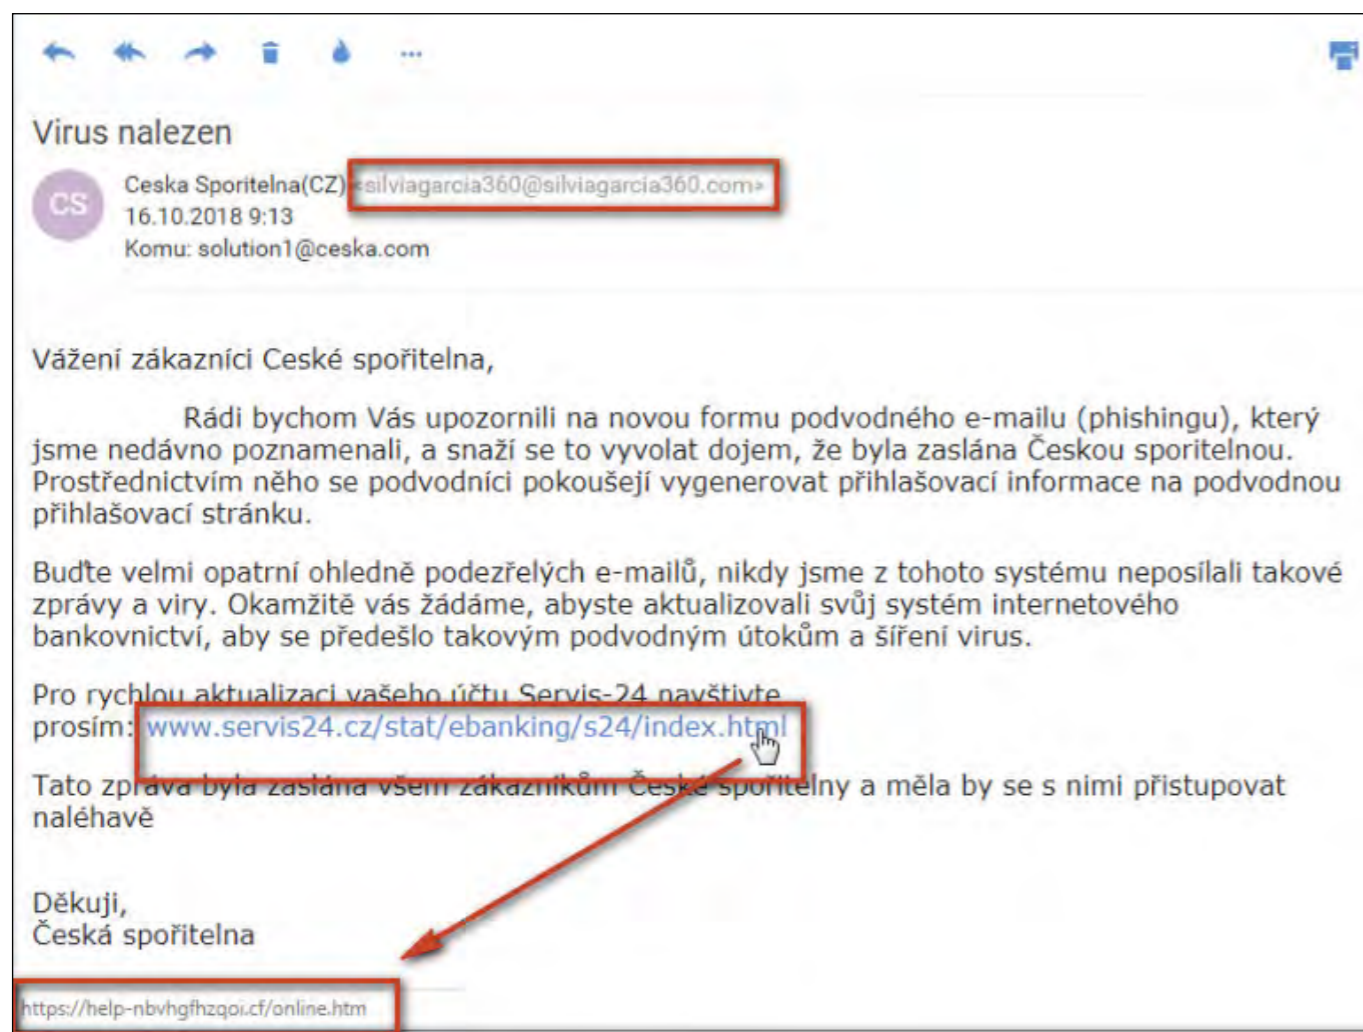 Virus nalezen
CS
Ceska Sporitelna(CZ) <silviagarcia360@silviagarcia360.com>
16.10.2018 9:13
Komu: solution1@ceska.com
Vážení zákazníci Ceské spořitelna,
Rádi bychom Vás upozornili na novou formu podvodného e-mailu (phishingu), který
jsme nedávno poznamenali, a snaží se to vyvolat dojem, že byla zaslána Českou sporitelnou.
Prostřednictvím něho se podvodníci pokoušejí vygenerovat přihlašovací informace na podvodnou
přihlašovací stránku.
Buďte velmi opatrní ohledně podezřelých e-mailů, nikdy jsme z tohoto systému neposílali takové
zprávy a viry. Okamžitě vás žádáme, abyste aktualizovali svůj systém internetového
bankovnictví, aby se předešlo takovým podvodným útokům a šíření virus.
Pro rychlou aktualizaci vašeho účtu Servis-24 navštivte
prosím: www.servis24.cz/stat/ebanking/s24/index.html
Tato zpráva byla zaslána všem zákazníkům České spořitelny a měla by se s nimi přistupovat
naléhavě
Děkuji,
Česká spořitelna
https://help-nbvhgfhzqoi.cf/online.htm